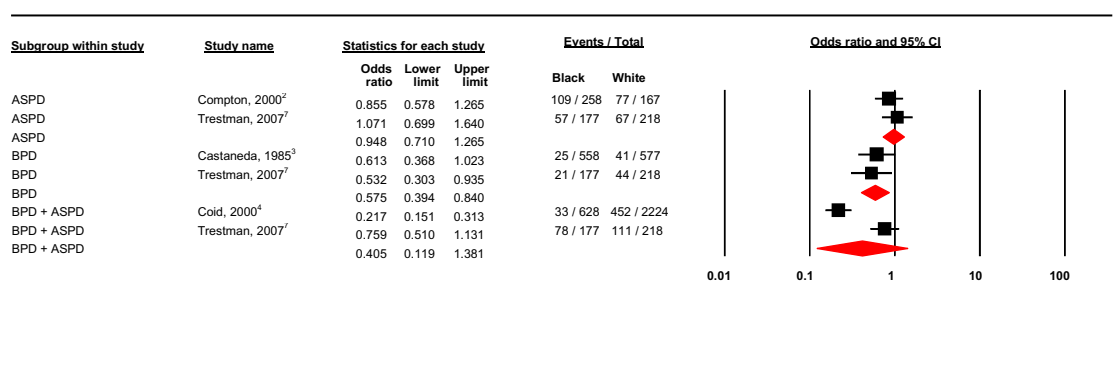 Subgroup within study Study name Statistics for each study Events / Total Odds ratio and 95% CI
Odds Lower Upper
ratio limit limit Black White
ASPD Compton, 2000² 0.855 0.578 1.265 109 / 258 77 / 167
ASPD Trestman, 2007⁷ 1.071 0.699 1.640 57 / 177 67 / 218
ASPD 0.948 0.710 1.265
BPD Castaneda, 1985³ 0.613 0.368 1.023 25 / 558 41 / 577
BPD Trestman, 2007⁷ 0.532 0.303 0.935 21 / 177 44 / 218
BPD 0.575 0.394 0.840
BPD + ASPD Coid, 2000⁴ 0.217 0.151 0.313 33 / 628 452 / 2224
BPD + ASPD Trestman, 2007⁷ 0.759 0.510 1.131 78 / 177 111 / 218
BPD + ASPD 0.405 0.119 1.381
0.01 0.1 1 10 100